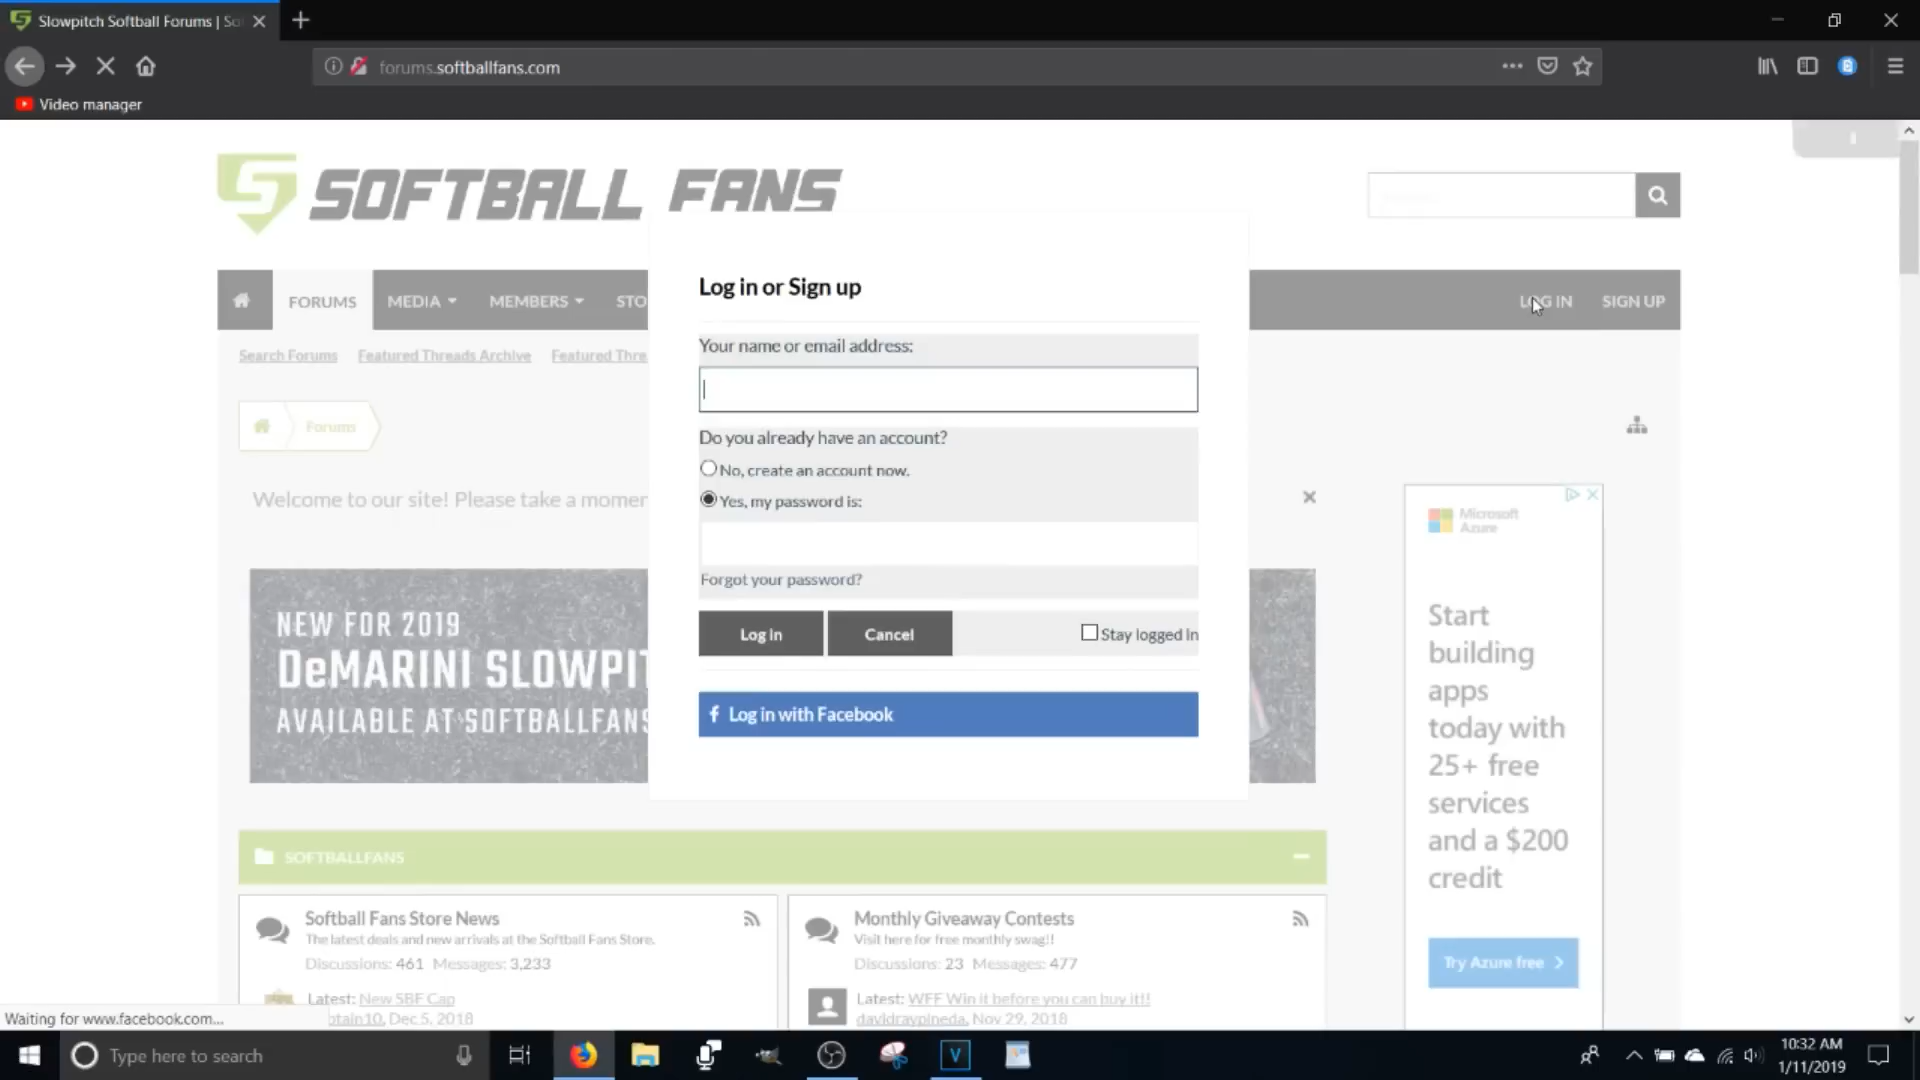 Slowpitch Softball Forums | So
forums.softballfans.com
Video manager
SOFTBALL FANS
FORUMS
MEDIA
MEMBERS
STO
LOG IN
SIGN UP
Search Forums
Featured Threads Archive
Featured Thre
Forums
Welcome to our site! Please take a momen
Log in or Sign up
Your name or email address:
Do you already have an account?
No, create an account now.
Yes, my password is:
Forgot your password?
Log in
Cancel
Stay logged in
Log in with Facebook
NEW FOR 2019
DeMARINI SLOWPIT
AVAILABLE AT SOFTBALLFANS
Microsoft
Azure
Start
building
apps
today with
25+ free
services
and a $200
credit
Try Azure free
SOFTBALLFANS
Softball Fans Store News
The latest deals and new arrivals at the Softball Fans Store.
Discussions: 461 Messages: 3,233
Latest: New SBF Cap
ptain10, Dec 5, 2018
Monthly Giveaway Contests
Visit here for free monthly swag!!
Discussions: 23 Messages: 477
Latest: WFF Win it before you can buy it!!
davidraypineda, Nov 29, 2018
Waiting for www.facebook.com...
Type here to search
10:32 AM
1/11/2019